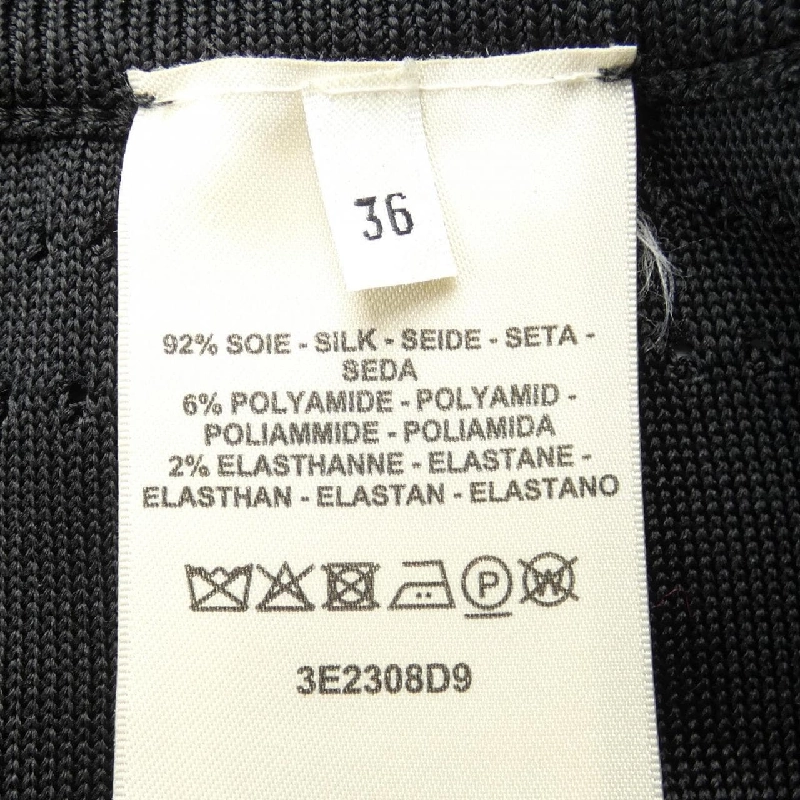 36
92% SOIE - SILK - SEIDE - SETA -
SEDA
6% POLYAMIDE - POLYAMID -
POLIAMMIDE - POLIAMIDA
2% ELASTHANNE - ELASTANE -
ELASTHAN - ELASTAN - ELASTANO
P W
3E2308D9